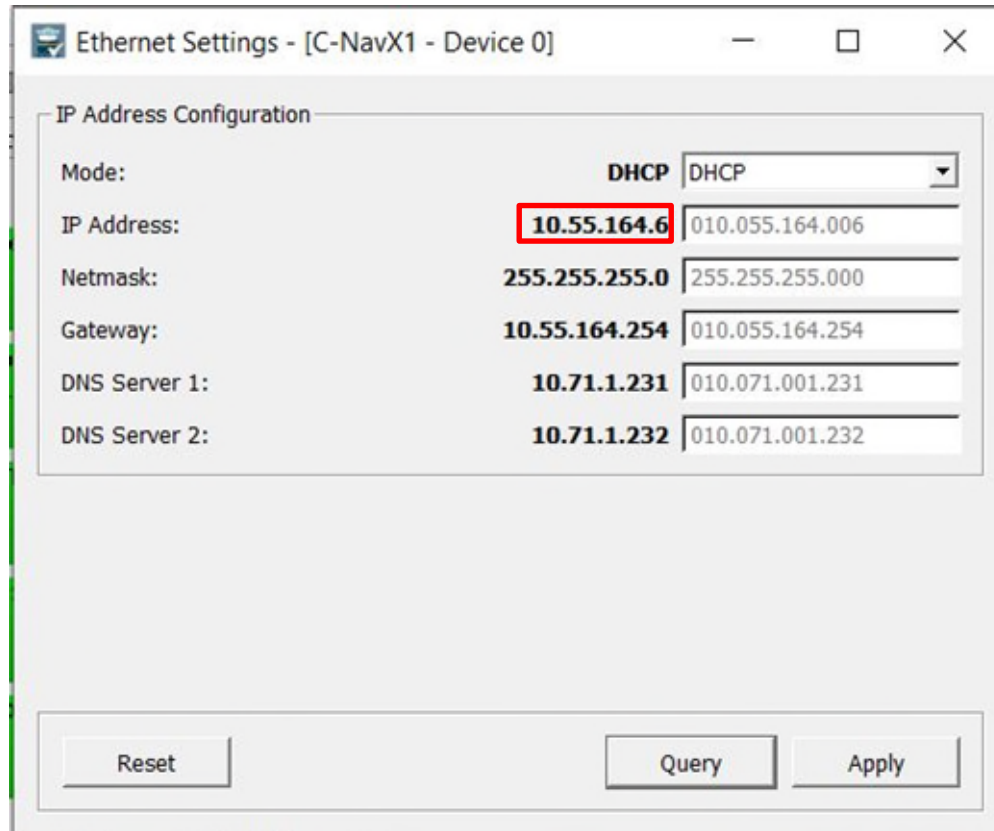 Ethernet Settings - [C-NavX1 - Device 0]
IP Address Configuration
Mode: DHCP DHCP
IP Address: 10.55.164.6 010.055.164.006
Netmask: 255.255.255.0 255.255.255.000
Gateway: 10.55.164.254 010.055.164.254
DNS Server 1: 10.71.1.231 010.071.001.231
DNS Server 2: 10.71.1.232 010.071.001.232
Reset Query Apply